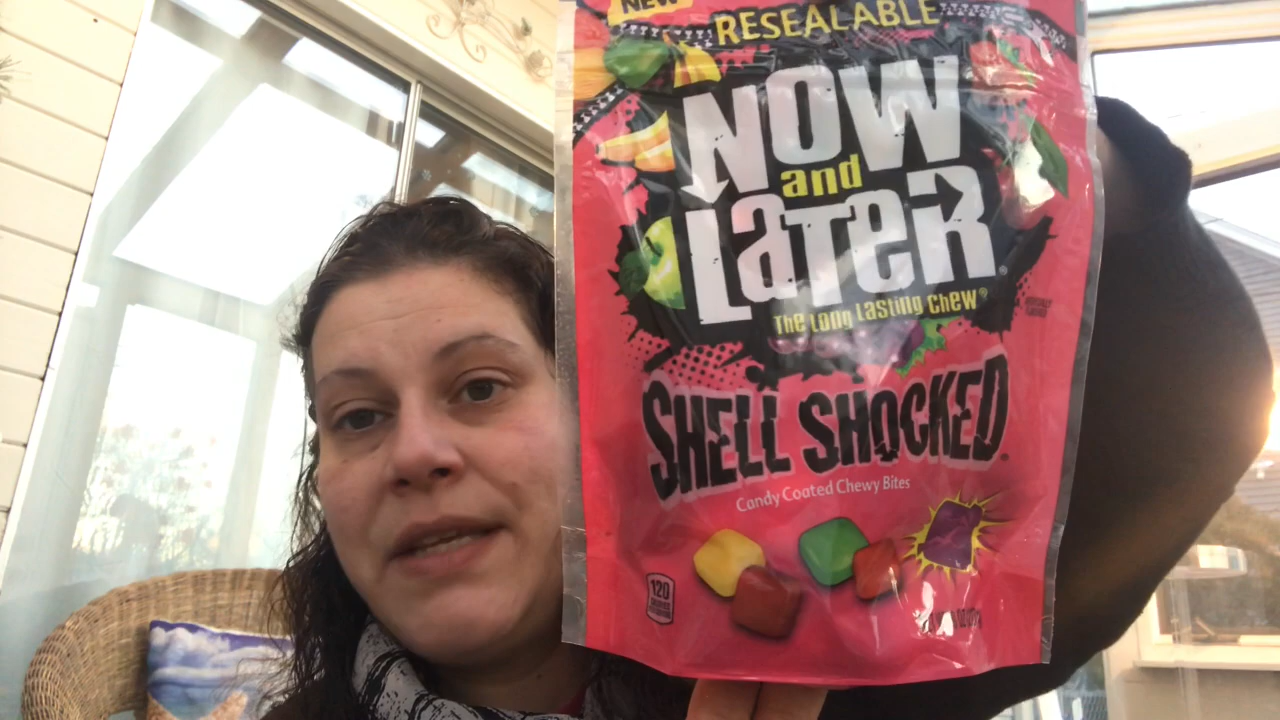 NEW
RESEALABLE
NOW
and
LATER®
THE LONG LASTING CHEW®
SHELL SHOCKED
Candy Coated Chewy Bites
120